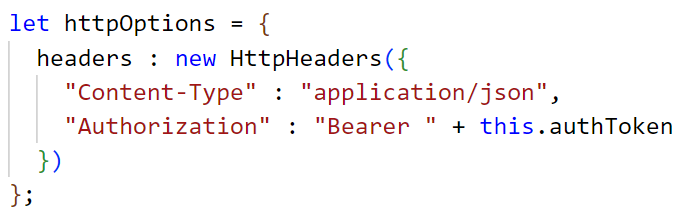 let httpOptions = {
  headers : new HttpHeaders({
    "Content-Type" : "application/json",
    "Authorization" : "Bearer " + this.authToken
  })
};